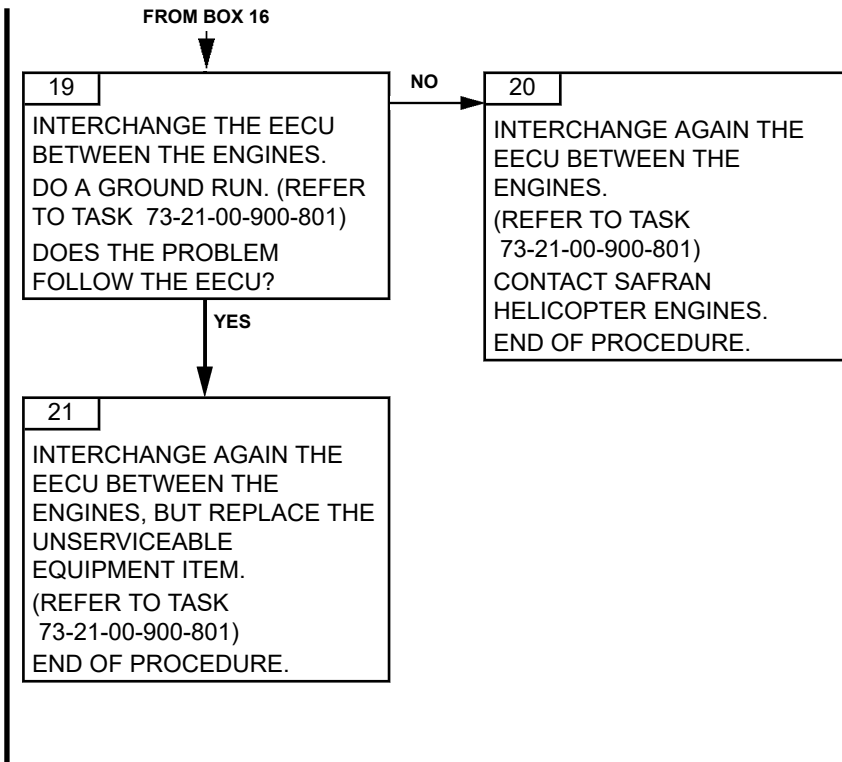 FROM BOX 16
19
INTERCHANGE THE EECU
BETWEEN THE ENGINES.
DO A GROUND RUN. (REFER
TO TASK 73-21-00-900-801)
DOES THE PROBLEM
FOLLOW THE EECU?
NO
20
INTERCHANGE AGAIN THE
EECU BETWEEN THE
ENGINES.
(REFER TO TASK
73-21-00-900-801)
CONTACT SAFRAN
HELICOPTER ENGINES.
END OF PROCEDURE.
YES
21
INTERCHANGE AGAIN THE
EECU BETWEEN THE
ENGINES, BUT REPLACE THE
UNSERVICEABLE
EQUIPMENT ITEM.
(REFER TO TASK
73-21-00-900-801)
END OF PROCEDURE.